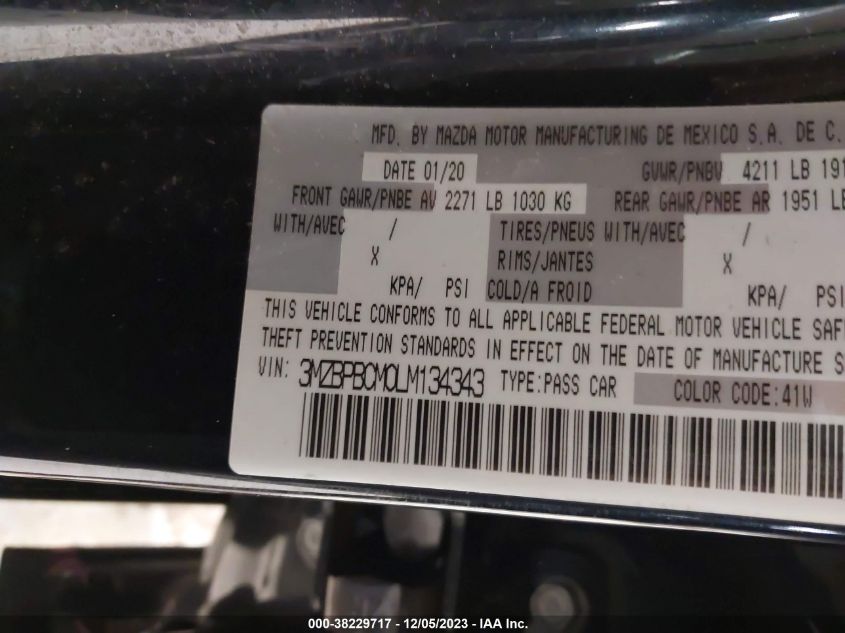 MFD. BY MAZDA MOTOR MANUFACTURING DE MEXICO S.A. DE C.
DATE 01/20 GVWR/PNBV 4211 LB 191
FRONT GAWR/PNBE AV 2271 LB 1030 KG REAR GAWR/PNBE AR 1951 LB
WITH/AVEC / TIRES/PNEUS WITH/AVEC /
X RIMS/JANTES X
KPA/ PSI COLD/A FROID KPA/ PSI
THIS VEHICLE CONFORMS TO ALL APPLICABLE FEDERAL MOTOR VEHICLE SAF
THEFT PREVENTION STANDARDS IN EFFECT ON THE DATE OF MANUFACTURE S
VIN: 3MZBPBCM0LM134343 TYPE:PASS CAR COLOR CODE:41W
000-38229717 - 12/05/2023 - IAA Inc.